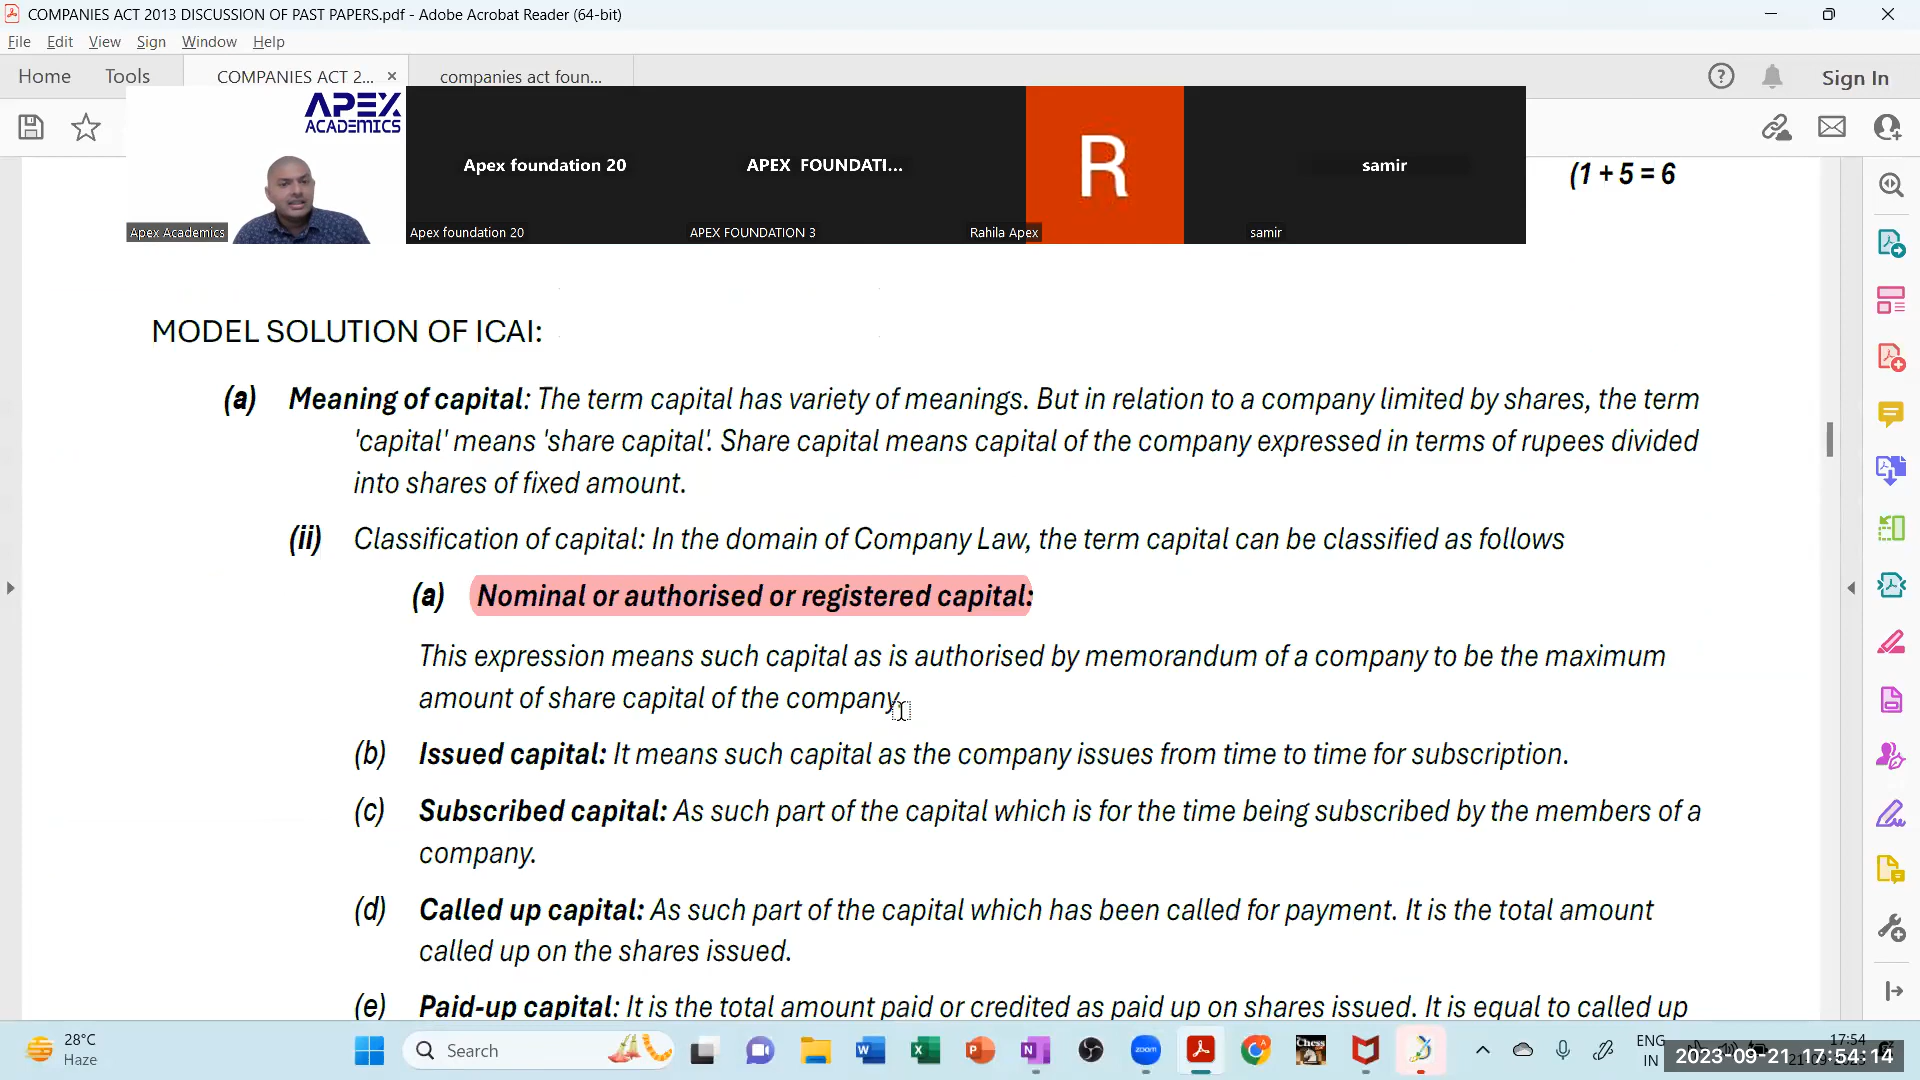 COMPANIES ACT 2013 DISCUSSION OF PAST PAPERS.pdf - Adobe Acrobat Reader (64-bit)
File Edit View Sign Window Help
Home Tools COMPANIES ACT 2... × companies act foun... Sign In
APEX
ACADEMICS
Apex foundation 20 APEX FOUNDATI... R samir
Apex Academics Apex foundation 20 APEX FOUNDATION 3 Rahila Apex samir
(1 + 5 = 6
MODEL SOLUTION OF ICAI:
(a) Meaning of capital: The term capital has variety of meanings. But in relation to a company limited by shares, the term
'capital' means 'share capital'. Share capital means capital of the company expressed in terms of rupees divided
into shares of fixed amount.
(ii) Classification of capital: In the domain of Company Law, the term capital can be classified as follows
(a) Nominal or authorised or registered capital:
This expression means such capital as is authorised by memorandum of a company to be the maximum
amount of share capital of the company.
(b) Issued capital: It means such capital as the company issues from time to time for subscription.
(c) Subscribed capital: As such part of the capital which is for the time being subscribed by the members of a
company.
(d) Called up capital: As such part of the capital which has been called for payment. It is the total amount
called up on the shares issued.
(e) Paid-up capital: It is the total amount paid or credited as paid up on shares issued. It is equal to called up
28°C
Haze
Search
zoom
Chess
ENG
IN
17:54
2023-09-21 17:54:14